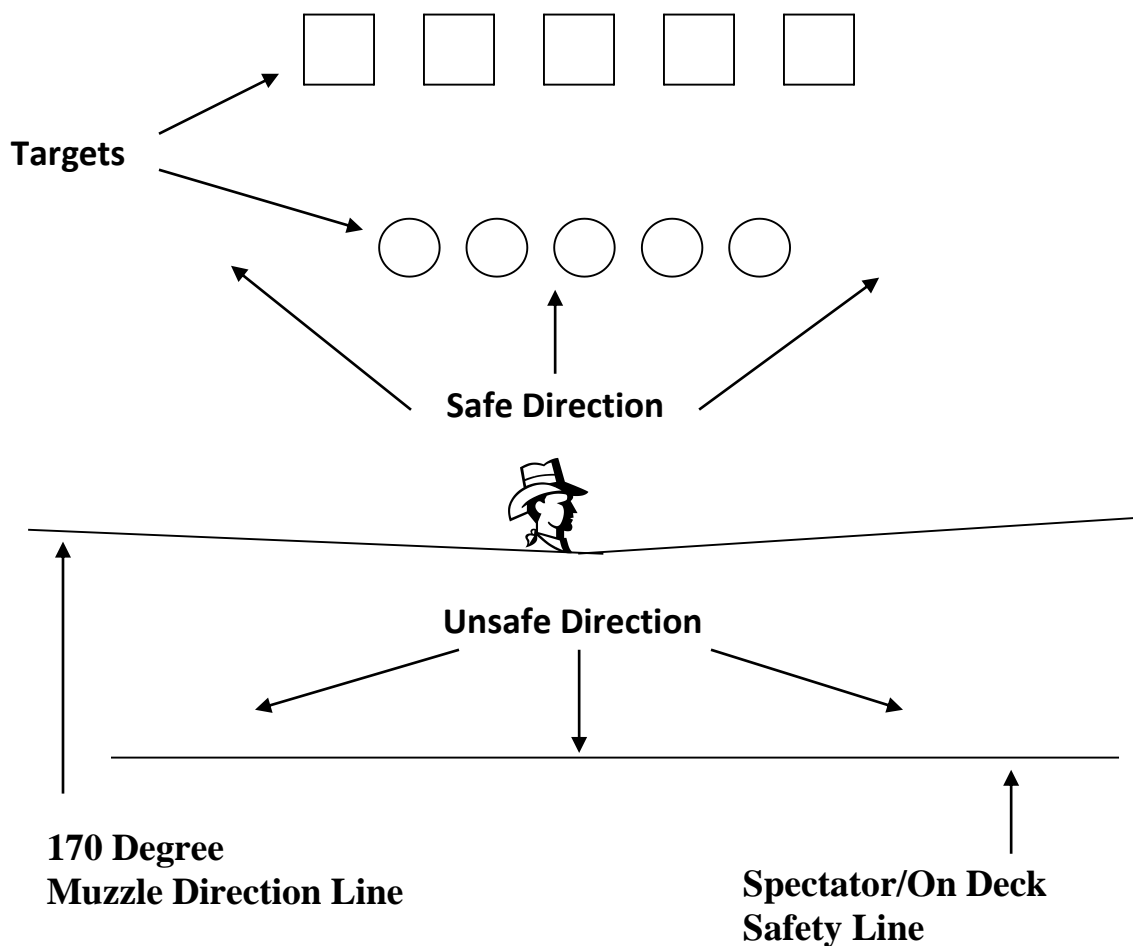 Targets
Safe Direction
Unsafe Direction
170 Degree
Muzzle Direction Line
Spectator/On Deck
Safety Line